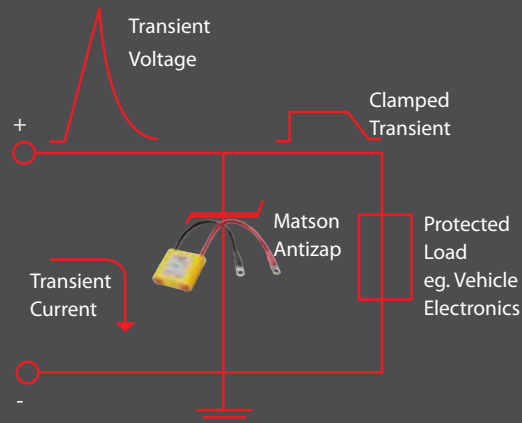 Transient
Voltage
Clamped
Transient
+
Matson
Antizap
Protected
Load
eg. Vehicle
Electronics
Transient
Current
-